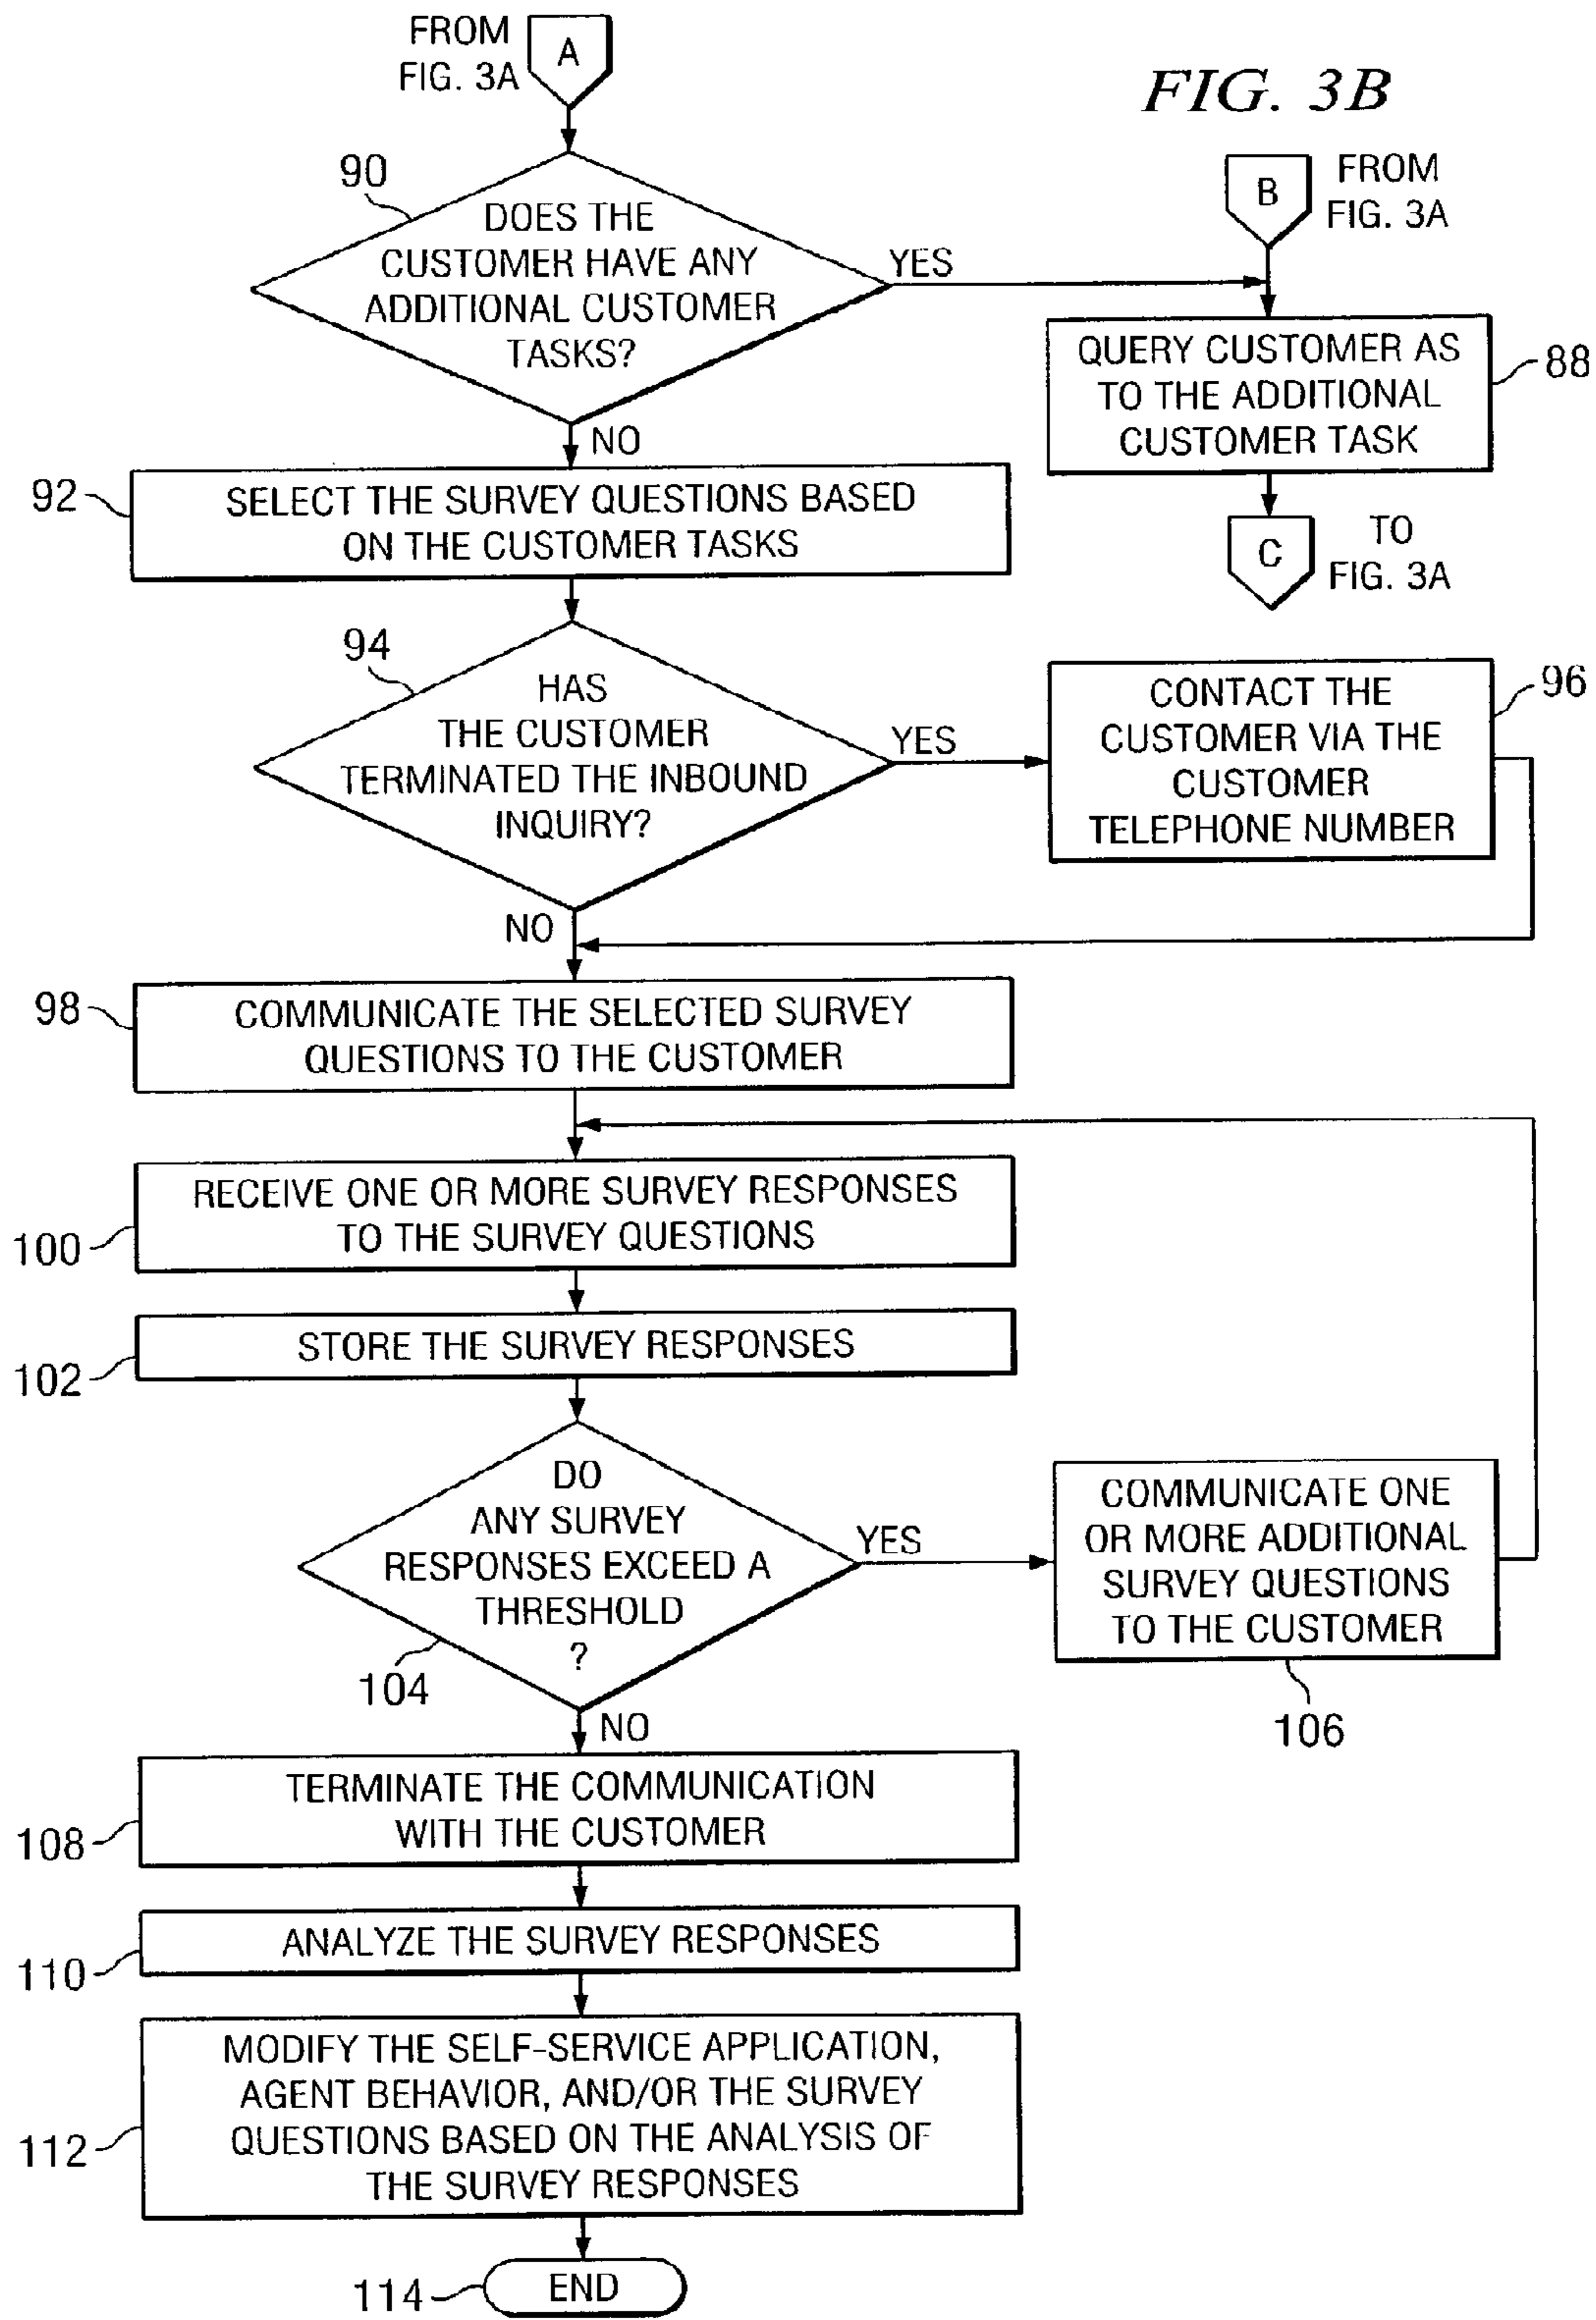 FROM
FIG. 3A
A
FIG. 3B
B
FROM
FIG. 3A
90
DOES THE
CUSTOMER HAVE ANY
ADDITIONAL CUSTOMER
TASKS?
YES
NO
QUERY CUSTOMER AS
TO THE ADDITIONAL
CUSTOMER TASK
88
C
TO
FIG. 3A
92
SELECT THE SURVEY QUESTIONS BASED
ON THE CUSTOMER TASKS
94
HAS
THE CUSTOMER
TERMINATED THE INBOUND
INQUIRY?
YES
NO
CONTACT THE
CUSTOMER VIA THE
CUSTOMER
TELEPHONE NUMBER
96
98
COMMUNICATE THE SELECTED SURVEY
QUESTIONS TO THE CUSTOMER
RECEIVE ONE OR MORE SURVEY RESPONSES
TO THE SURVEY QUESTIONS
100
STORE THE SURVEY RESPONSES
102
DO
ANY SURVEY
RESPONSES EXCEED A
THRESHOLD
?
104
YES
NO
COMMUNICATE ONE
OR MORE ADDITIONAL
SURVEY QUESTIONS
TO THE CUSTOMER
106
TERMINATE THE COMMUNICATION
WITH THE CUSTOMER
108
ANALYZE THE SURVEY RESPONSES
110
MODIFY THE SELF-SERVICE APPLICATION,
AGENT BEHAVIOR, AND/OR THE SURVEY
QUESTIONS BASED ON THE ANALYSIS OF
THE SURVEY RESPONSES
112
114
END